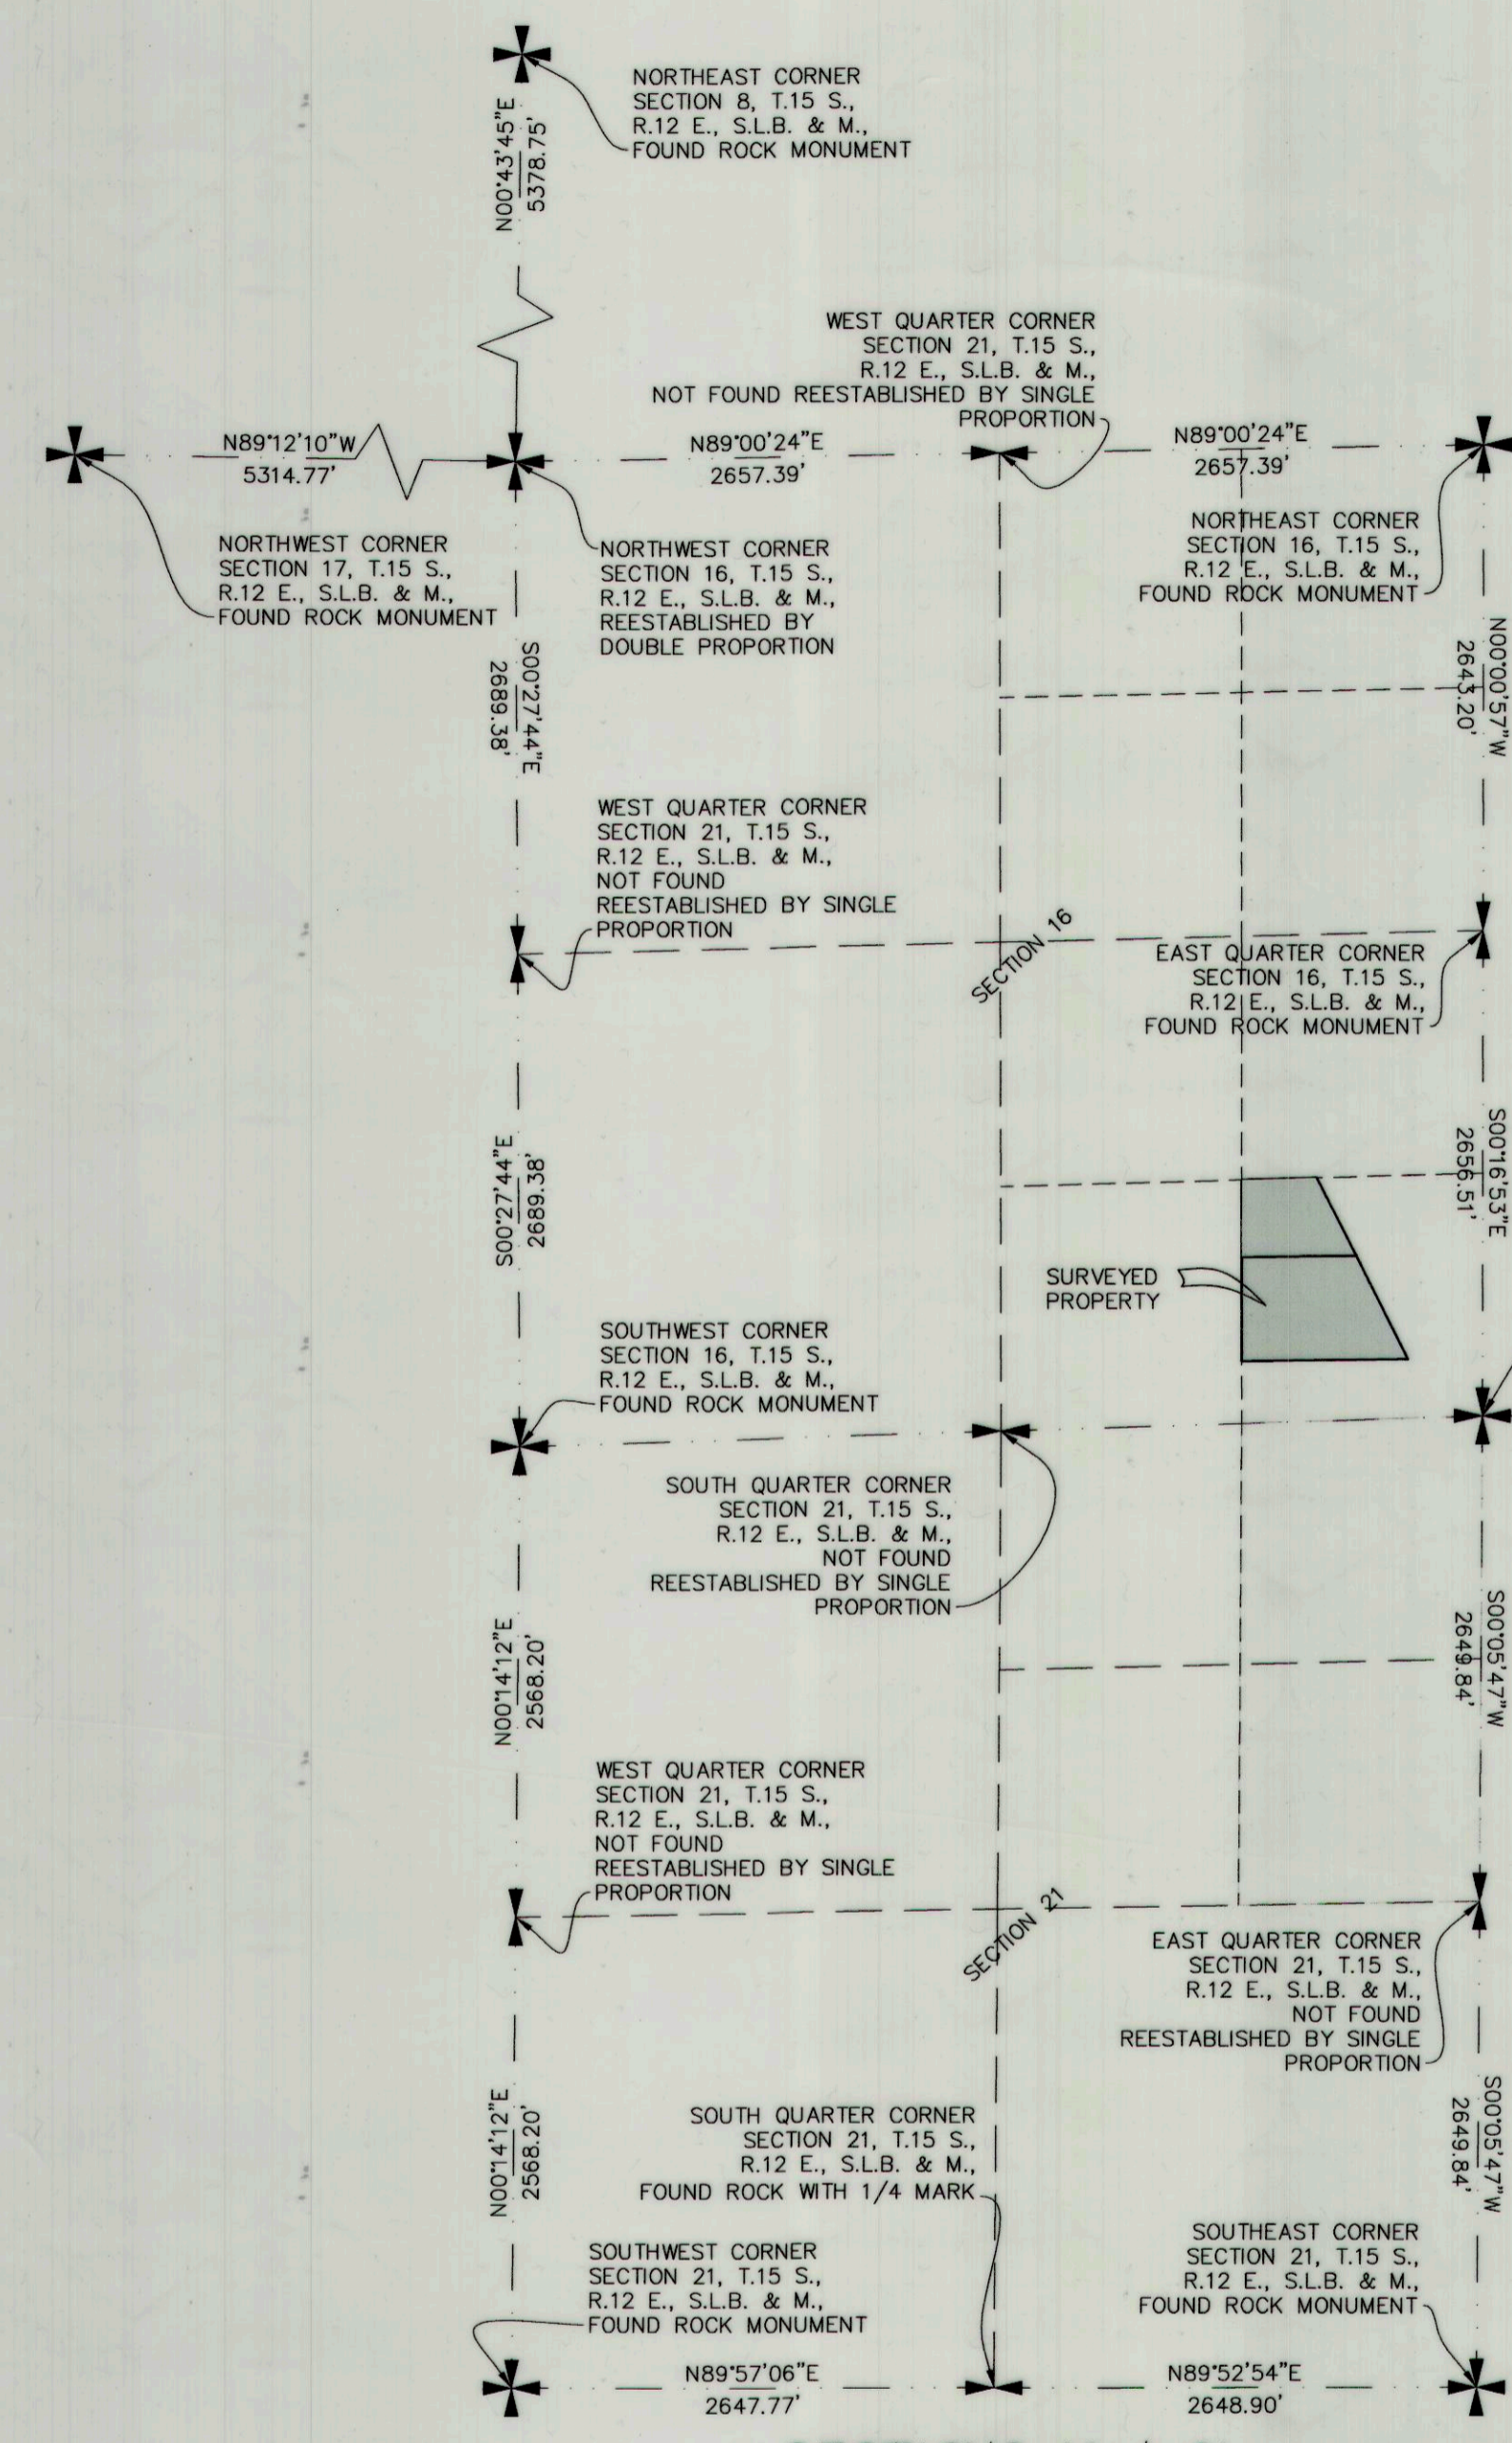 NORTHEAST CORNER
SECTION 8, T.15 S.,
R.12 E., S.L.B. & M.,
FOUND ROCK MONUMENT
N00°43'45"E
5378.75'
WEST QUARTER CORNER
SECTION 21, T.15 S.,
R.12 E., S.L.B. & M.,
NOT FOUND REESTABLISHED BY SINGLE
PROPORTION
N89°12'10"W
5314.77'
N89°00'24"E
2657.39'
N89°00'24"E
2657.39'
NORTHWEST CORNER
SECTION 17, T.15 S.,
R.12 E., S.L.B. & M.,
FOUND ROCK MONUMENT
NORTHWEST CORNER
SECTION 16, T.15 S.,
R.12 E., S.L.B. & M.,
REESTABLISHED BY
DOUBLE PROPORTION
NORTHEAST CORNER
SECTION 16, T.15 S.,
R.12 E., S.L.B. & M.,
FOUND ROCK MONUMENT
S00°27'44"E
2689.38'
N00°00'57"W
2643.20'
WEST QUARTER CORNER
SECTION 21, T.15 S.,
R.12 E., S.L.B. & M.,
NOT FOUND
REESTABLISHED BY SINGLE
PROPORTION
SECTION 16
EAST QUARTER CORNER
SECTION 16, T.15 S.,
R.12 E., S.L.B. & M.,
FOUND ROCK MONUMENT
S00°27'44"E
2689.38'
S00°16'53"E
2656.51'
SURVEYED
PROPERTY
SOUTHWEST CORNER
SECTION 16, T.15 S.,
R.12 E., S.L.B. & M.,
FOUND ROCK MONUMENT
SOUTH QUARTER CORNER
SECTION 21, T.15 S.,
R.12 E., S.L.B. & M.,
NOT FOUND
REESTABLISHED BY SINGLE
PROPORTION
N00°14'12"E
2568.20'
S00°05'47"W
2649.84'
WEST QUARTER CORNER
SECTION 21, T.15 S.,
R.12 E., S.L.B. & M.,
NOT FOUND
REESTABLISHED BY SINGLE
PROPORTION
SECTION 21
EAST QUARTER CORNER
SECTION 21, T.15 S.,
R.12 E., S.L.B. & M.,
NOT FOUND
REESTABLISHED BY SINGLE
PROPORTION
N00°14'12"E
2568.20'
S00°05'47"W
2649.84'
SOUTH QUARTER CORNER
SECTION 21, T.15 S.,
R.12 E., S.L.B. & M.,
FOUND ROCK WITH 1/4 MARK
SOUTHWEST CORNER
SECTION 21, T.15 S.,
R.12 E., S.L.B. & M.,
FOUND ROCK MONUMENT
SOUTHEAST CORNER
SECTION 21, T.15 S.,
R.12 E., S.L.B. & M.,
FOUND ROCK MONUMENT
N89°57'06"E
2647.77'
N89°52'54"E
2648.90'